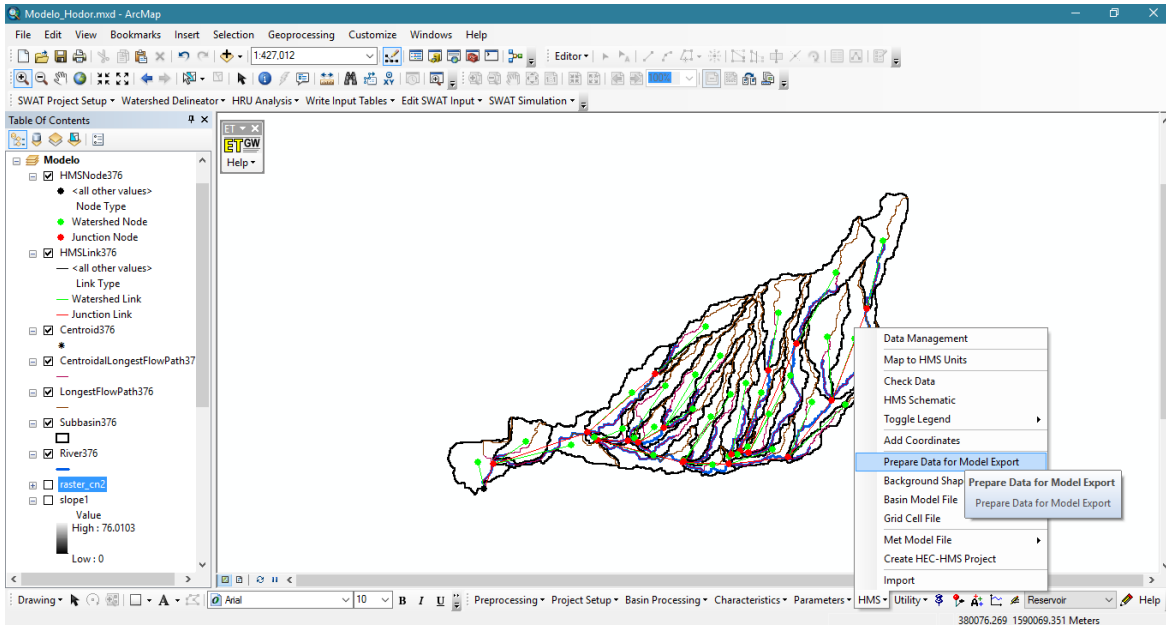 Modelo_Hodor.mxd - ArcMap
File Edit View Bookmarks Insert Selection Geoprocessing Customize Windows Help
1:427,012 Editor
100%
SWAT Project Setup Watershed Delineator HRU Analysis Write Input Tables Edit SWAT Input SWAT Simulation
Table Of Contents
ET
ET GW
Help
Modelo
HMSNode376
<all other values>
Node Type
Watershed Node
Junction Node
HMSLink376
<all other values>
Link Type
Watershed Link
Junction Link
Centroid376
CentroidalLongestFlowPath37
LongestFlowPath376
Subbasin376
River376
raster_cn2
slope1
Value
High : 76.0103
Low : 0
Data Management
Map to HMS Units
Check Data
HMS Schematic
Toggle Legend
Add Coordinates
Prepare Data for Model Export
Background Shap
Prepare Data for Model Export
Basin Model File
Prepare Data for Model Export
Grid Cell File
Met Model File
Create HEC-HMS Project
Import
Drawing A Arial 10 B I U Preprocessing Project Setup Basin Processing Characteristics Parameters HMS Utility Reservoir Help
380076.269 1590069.351 Meters